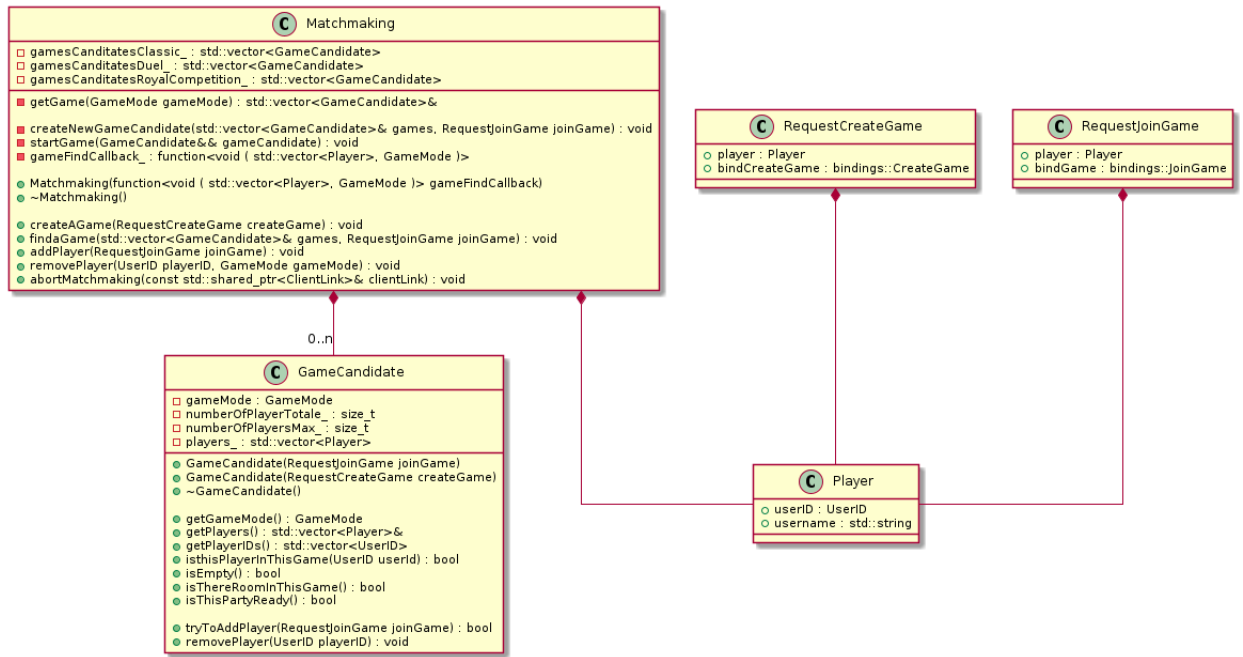 C Matchmaking
gamesCanditatesClassic_ : std::vector<GameCandidate>
gamesCanditatesDuel_ : std::vector<GameCandidate>
gamesCanditatesRoyalCompetition_ : std::vector<GameCandidate>
getGame(GameMode gameMode) : std::vector<GameCandidate>&
createNewGameCandidate(std::vector<GameCandidate>& games, RequestJoinGame joinGame) : void
startGame(GameCandidate&& gameCandidate) : void
gameFindCallback_ : function<void ( std::vector<Player>, GameMode )>
Matchmaking(function<void ( std::vector<Player>, GameMode )> gameFindCallback)
~Matchmaking()
createAGame(RequestCreateGame createGame) : void
findaGame(std::vector<GameCandidate>& games, RequestJoinGame joinGame) : void
addPlayer(RequestJoinGame joinGame) : void
removePlayer(UserID playerID, GameMode gameMode) : void
abortMatchmaking(const std::shared_ptr<ClientLink>& clientLink) : void
C RequestCreateGame
player : Player
bindCreateGame : bindings::CreateGame
C RequestJoinGame
player : Player
bindGame : bindings::JoinGame
0..n
C GameCandidate
gameMode : GameMode
numberOfPlayerTotale_ : size_t
numberOfPlayersMax_ : size_t
players_ : std::vector<Player>
GameCandidate(RequestJoinGame joinGame)
GameCandidate(RequestCreateGame createGame)
~GameCandidate()
getGameMode() : GameMode
getPlayers() : std::vector<Player>&
getPlayerIDs() : std::vector<UserID>
isthisPlayerInThisGame(UserID userId) : bool
isEmpty() : bool
isThereRoomInThisGame() : bool
isThisPartyReady() : bool
tryToAddPlayer(RequestJoinGame joinGame) : bool
removePlayer(UserID playerID) : void
C Player
userID : UserID
username : std::string